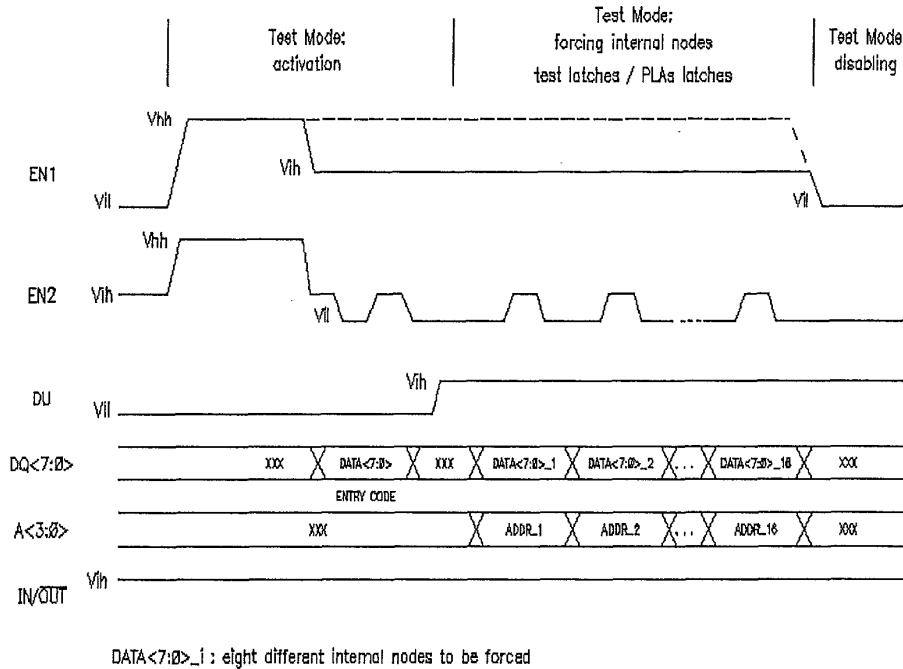 Test Mode:
activation
Test Mode:
forcing internal nodes
test latches / PLAs latches
Test Mode
disabling
Vhh
EN1
Vih
Vil
Vil
Vhh
EN2
Vih
Vil
DU
Vih
Vil
DQ<7:0>
XXX
DATA<7:0>
XXX
DATA<7:0>_1
DATA<7:0>_2
...
DATA<7:0>_16
XXX
ENTRY CODE
A<3:0>
XXX
ADDR_1
ADDR_2
...
ADDR_16
XXX
Vih
IN/OUT
DATA<7:0>_i : eight different internal nodes to be forced